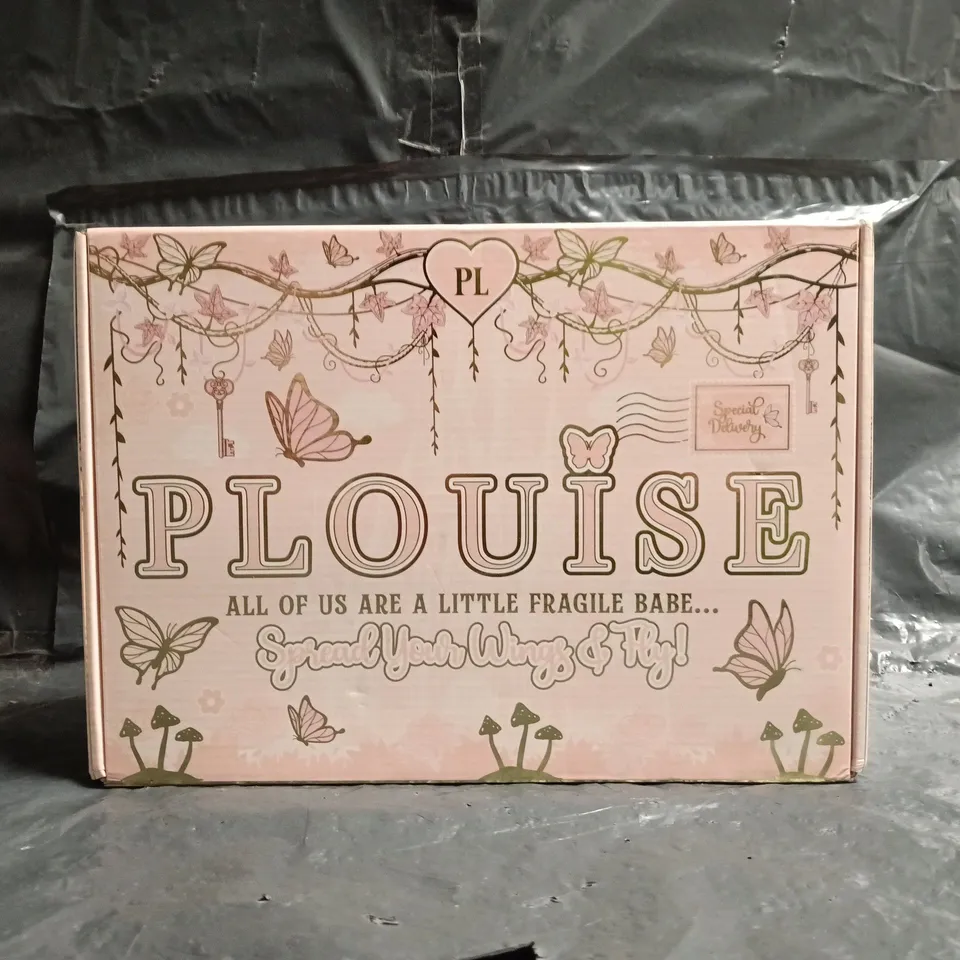 PL
Special
Delivery
PLOUISE
ALL OF US ARE A LITTLE FRAGILE BABE...
Spread Your Wings & Fly!